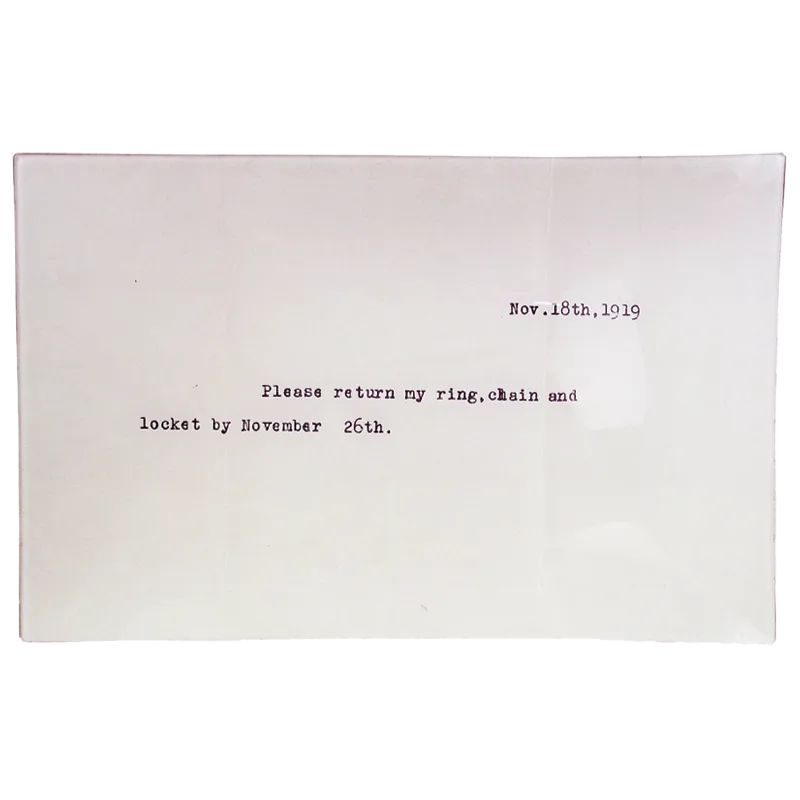 Nov.18th,1919
Please return my ring,chain and
locket by November 26th.